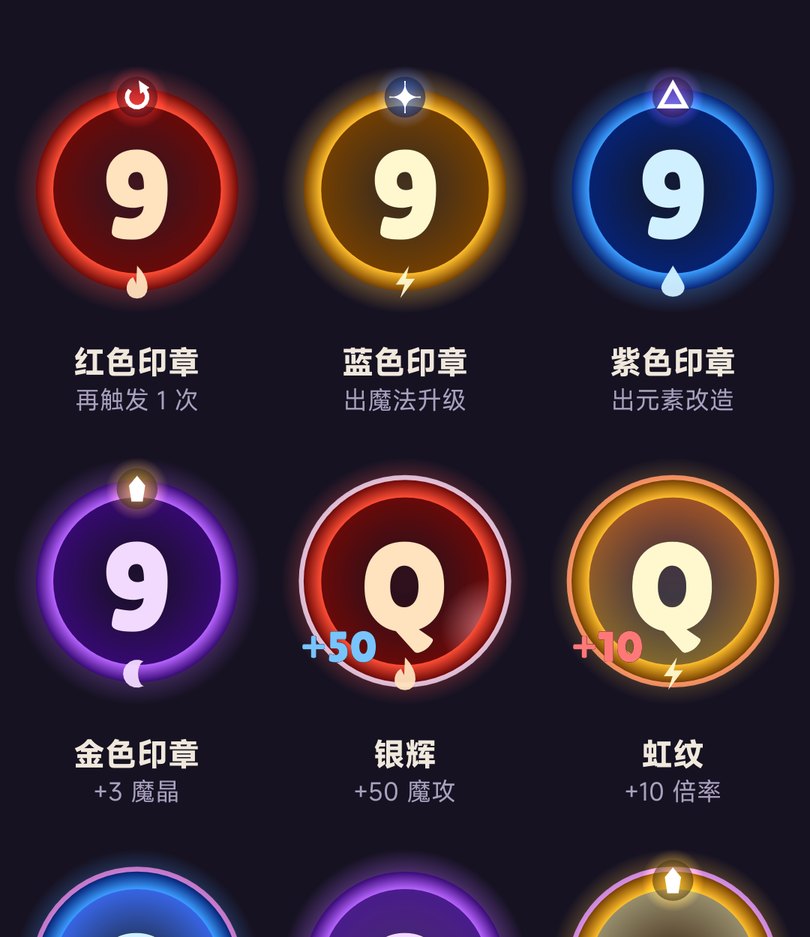 9
9
9
红色印章
蓝色印章
紫色印章
再触发 1 次
出魔法升级
出元素改造
9
Q
Q
+50
+10
金色印章
银辉
虹纹
+3 魔晶
+50 魔攻
+10 倍率